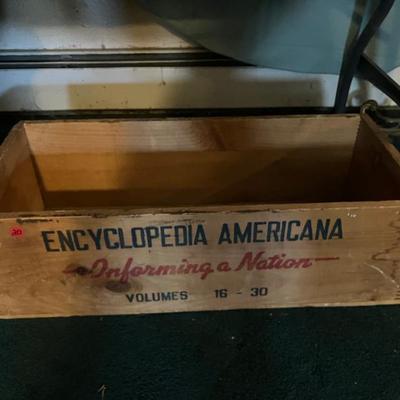 ENCYCLOPEDIA AMERICANA
Informing a Nation
VOLUMES 16 - 30
20